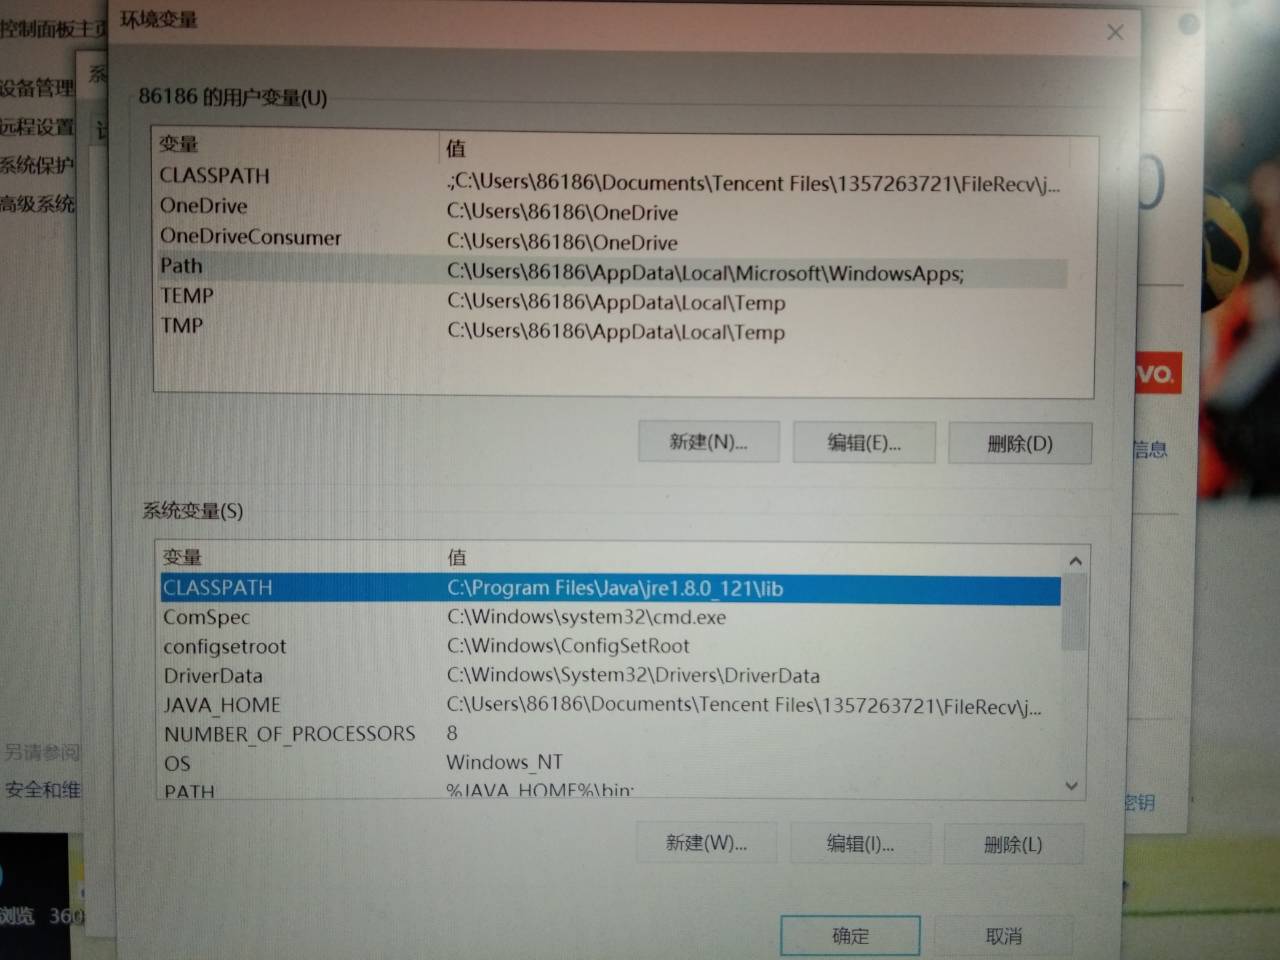 环境变量
控制面板主页
设备管理
远程设置
系统保护
高级系统
系
86186 的用户变量(U)
变量 值
CLASSPATH .;C:\Users\86186\Documents\Tencent Files\1357263721\FileRecv\j...
OneDrive C:\Users\86186\OneDrive
OneDriveConsumer C:\Users\86186\OneDrive
Path C:\Users\86186\AppData\Local\Microsoft\WindowsApps;
TEMP C:\Users\86186\AppData\Local\Temp
TMP C:\Users\86186\AppData\Local\Temp
新建(N)... 编辑(E)... 删除(D)
系统变量(S)
变量 值
CLASSPATH C:\Program Files\Java\jre1.8.0_121\lib
ComSpec C:\Windows\system32\cmd.exe
configsetroot C:\Windows\ConfigSetRoot
DriverData C:\Windows\System32\Drivers\DriverData
JAVA_HOME C:\Users\86186\Documents\Tencent Files\1357263721\FileRecv\j...
NUMBER_OF_PROCESSORS 8
OS Windows_NT
PATH %JAVA_HOME%\bin;
新建(W)... 编辑(I)... 删除(L)
确定 取消
另请参阅
安全和维
浏览 360
0
vo.
信息
密钥